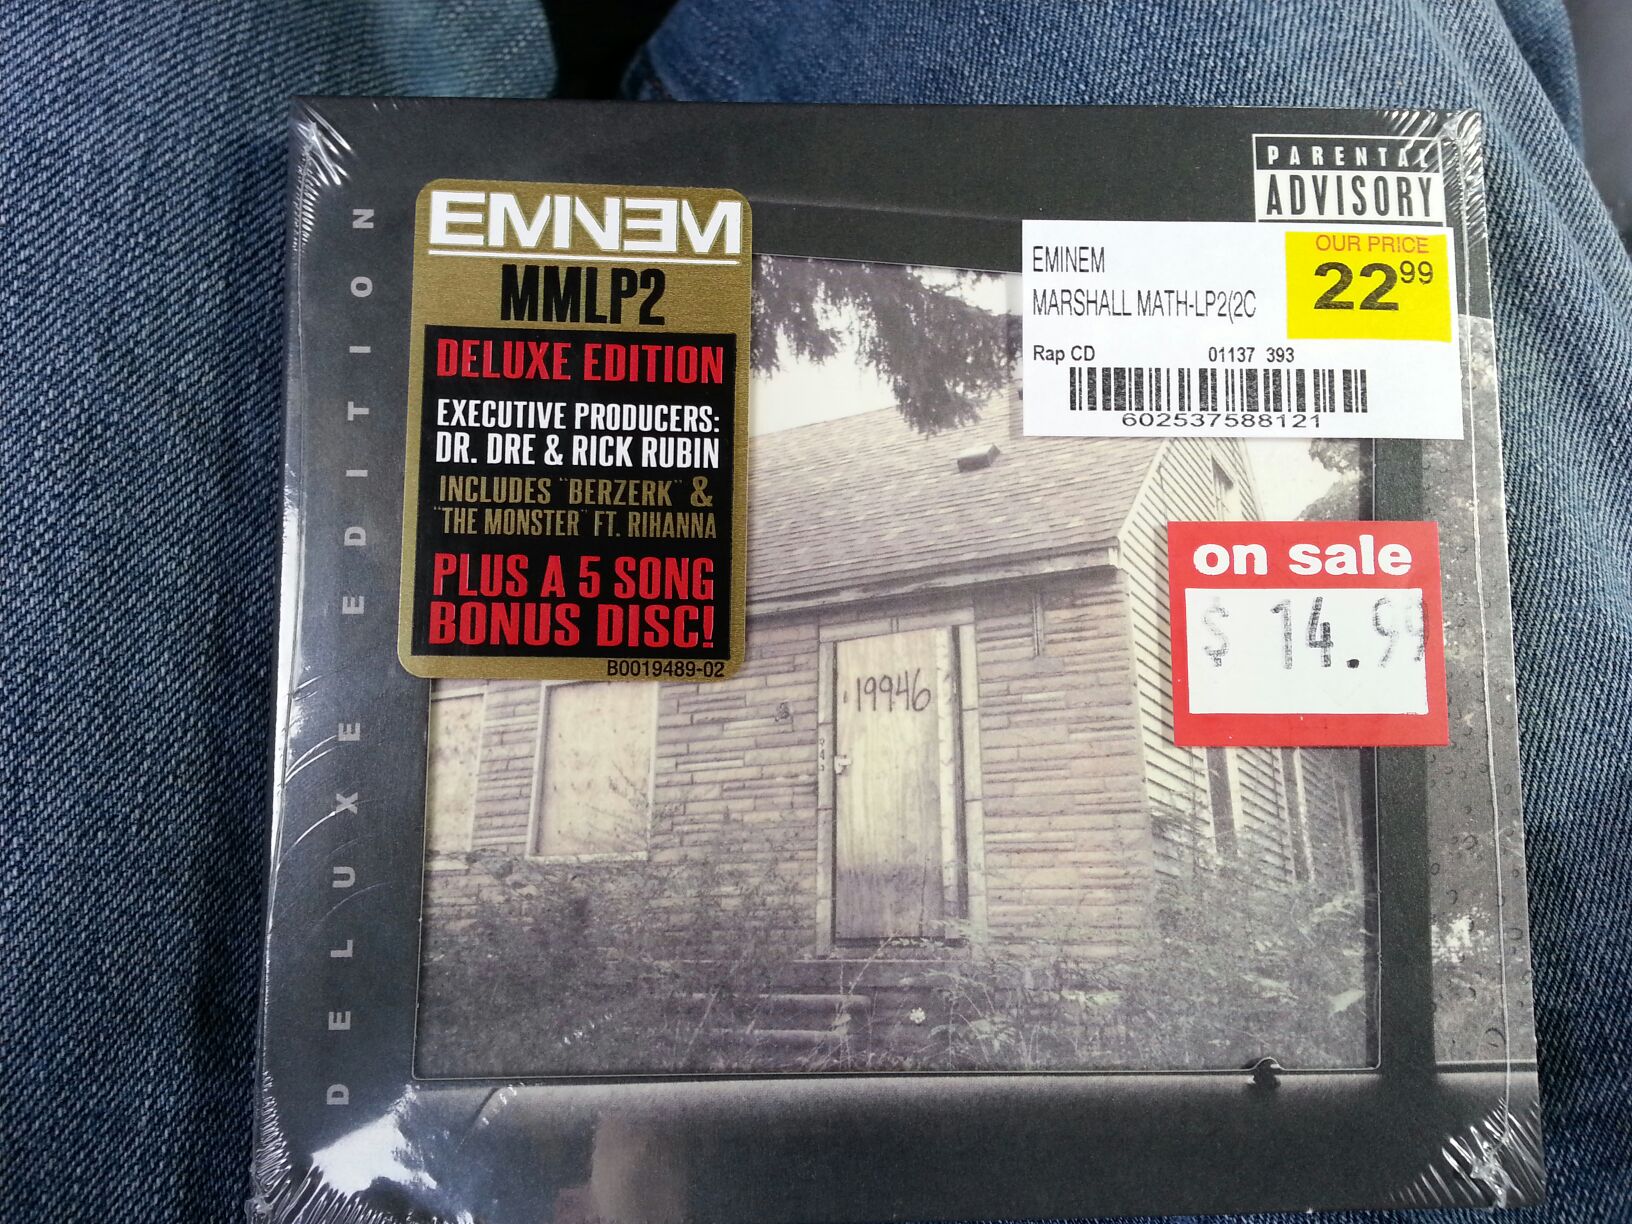 PARENTAL
ADVISORY
EMINEM
MMLP2
DELUXE EDITION
EXECUTIVE PRODUCERS:
DR. DRE & RICK RUBIN
INCLUDES "BERZERK" &
"THE MONSTER" FT. RIHANNA
PLUS A 5 SONG
BONUS DISC!
B0019489-02
EMINEM
MARSHALL MATH-LP2(2C
OUR PRICE
22.99
Rap CD 01137 393
602537588121
on sale
$ 14.99
19946
DELUXE EDITION